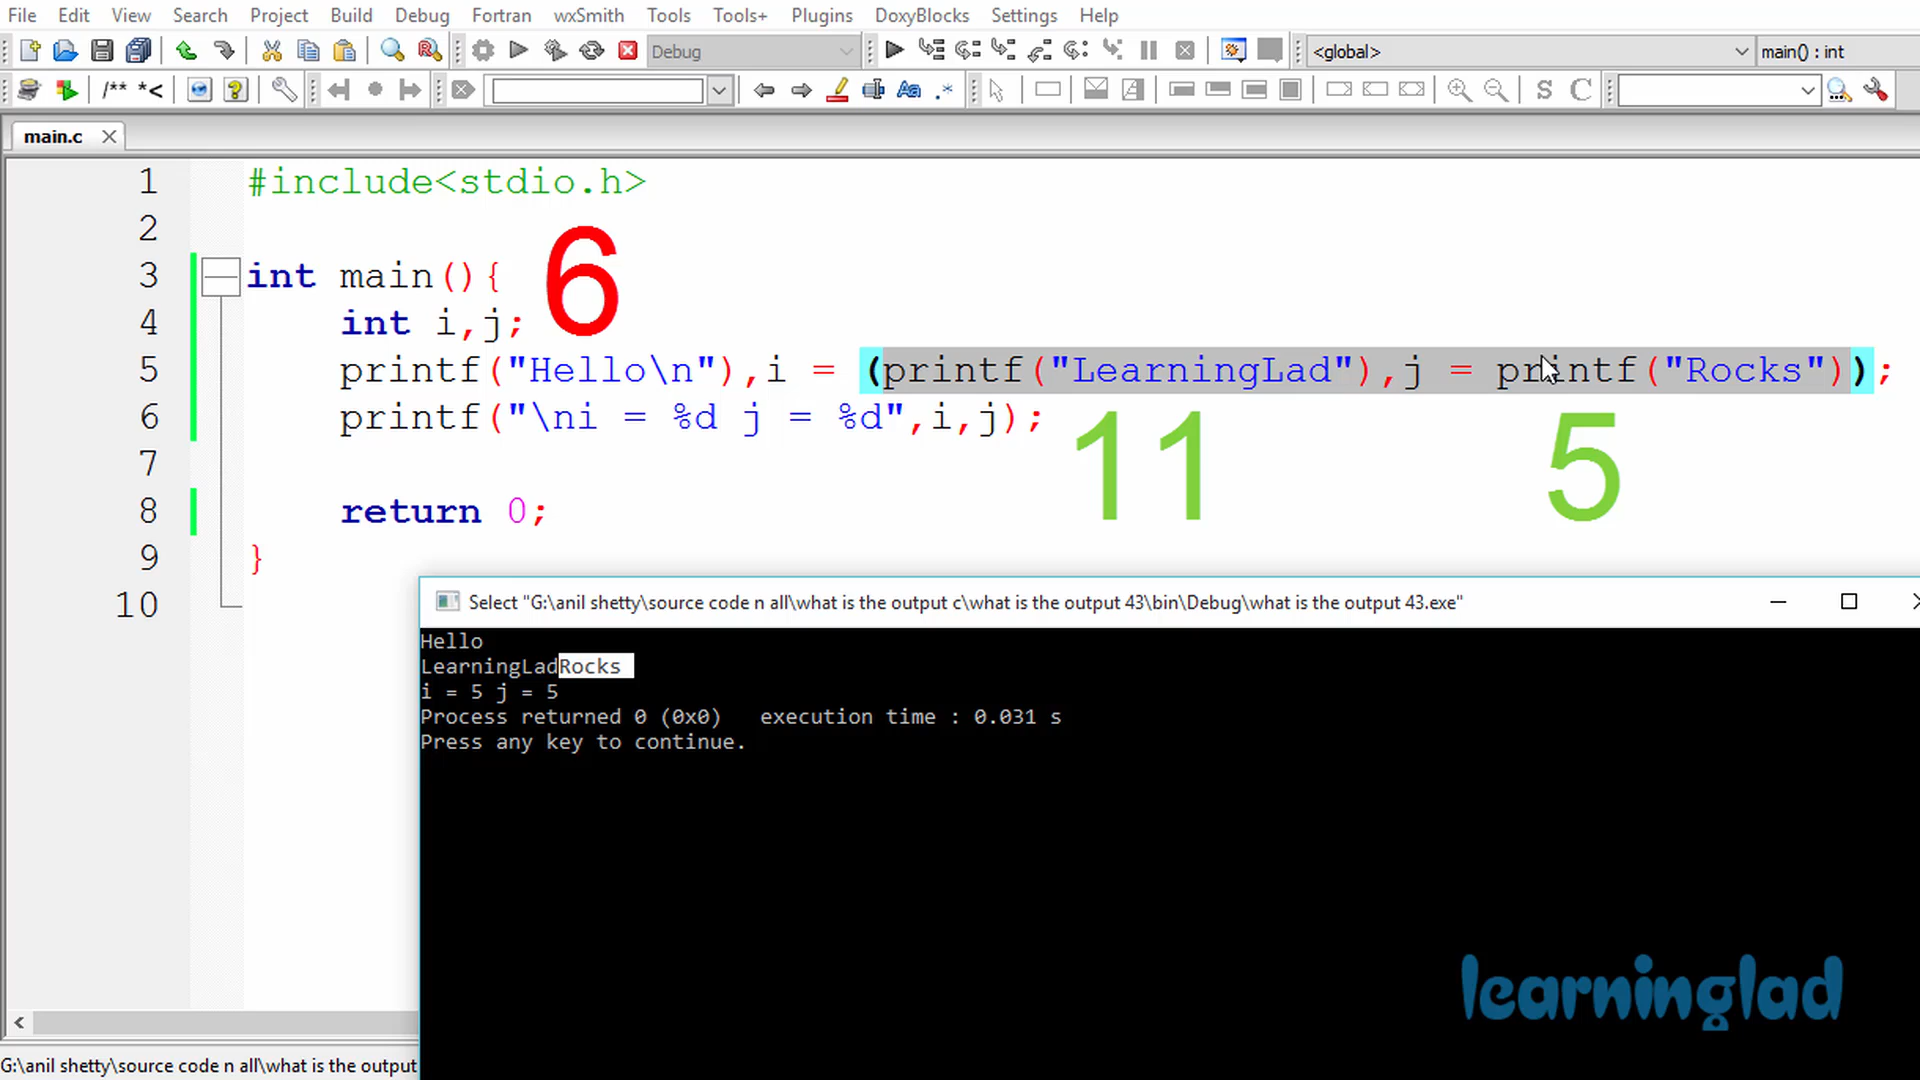 File Edit View Search Project Build Debug Fortran wxSmith Tools Tools+ Plugins DoxyBlocks Settings Help
Debug <global> main() : int
/** *< Aa .* S C
main.c
1 #include<stdio.h>
2
3 int main(){
4 int i,j;
6
5 printf("Hello\n"),i = (printf("LearningLad"),j = printf("Rocks"));
6 printf("\ni = %d j = %d",i,j);
11 5
7
8 return 0;
9 }
10
Select "G:\anil shetty\source code n all\what is the output c\what is the output 43\bin\Debug\what is the output 43.exe"
Hello
LearningLadRocks
i = 5 j = 5
Process returned 0 (0x0) execution time : 0.031 s
Press any key to continue.
learninglad
G:\anil shetty\source code n all\what is the output